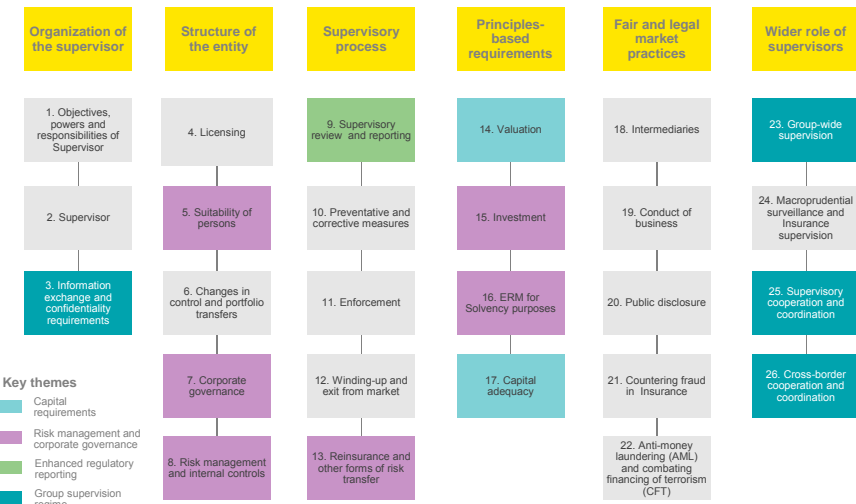 Organization of
the supervisor
Structure of
the entity
Supervisory
process
Principles-
based
requirements
Fair and legal
market
practices
Wider role of
supervisors
1. Objectives,
powers and
responsibilities of
Supervisor
2. Supervisor
3. Information
exchange and
confidentiality
requirements
4. Licensing
5. Suitability of
persons
6. Changes in
control and portfolio
transfers
7. Corporate
governance
8. Risk management
and internal controls
9. Supervisory
review and reporting
10. Preventative and
corrective measures
11. Enforcement
12. Winding-up and
exit from market
13. Reinsurance and
other forms of risk
transfer
14. Valuation
15. Investment
16. ERM for
Solvency purposes
17. Capital
adequacy
18. Intermediaries
19. Conduct of
business
20. Public disclosure
21. Countering fraud
in Insurance
22. Anti-money
laundering (AML)
and combating
financing of terrorism
(CFT)
23. Group-wide
supervision
24. Macroprudential
surveillance and
Insurance
supervision
25. Supervisory
cooperation and
coordination
26. Cross-border
cooperation and
coordination
Key themes
Capital
requirements
Risk management and
corporate governance
Enhanced regulatory
reporting
Group supervision
regime